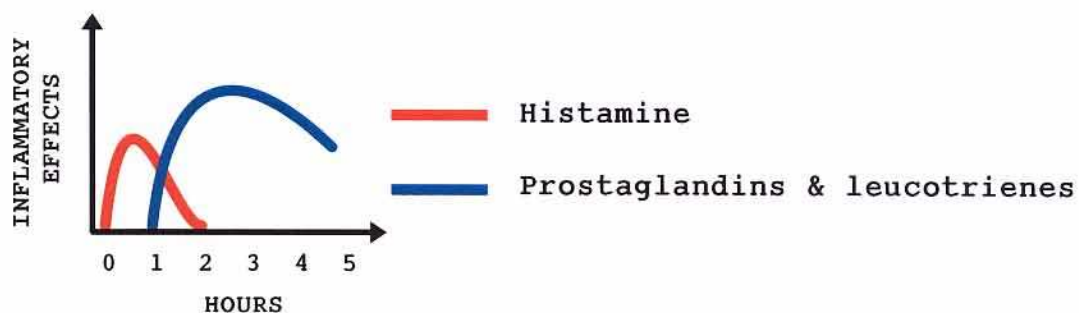 INFLAMMATORY
EFFECTS
Histamine
Prostaglandins & leucotrienes
0 1 2 3 4 5
HOURS